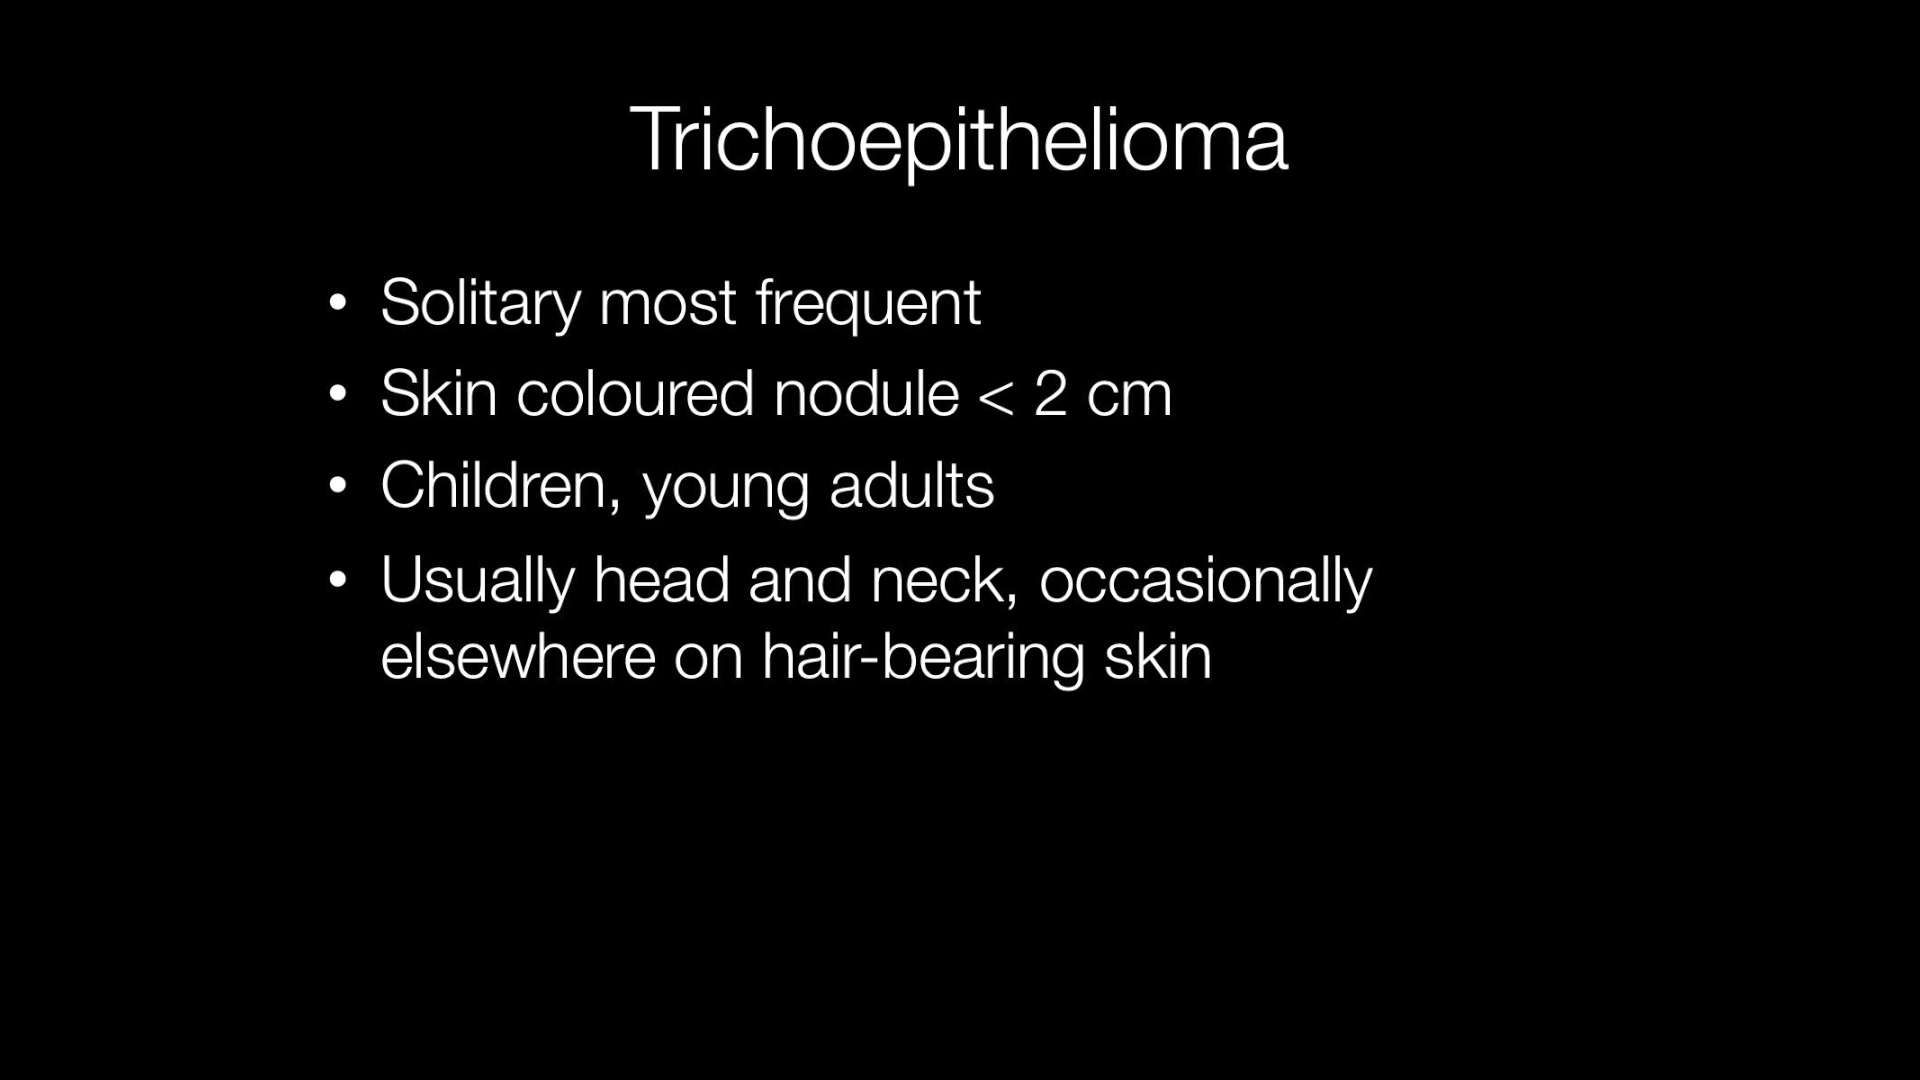 Trichoepithelioma
• Solitary most frequent
• Skin coloured nodule < 2 cm
• Children, young adults
• Usually head and neck, occasionally
elsewhere on hair-bearing skin